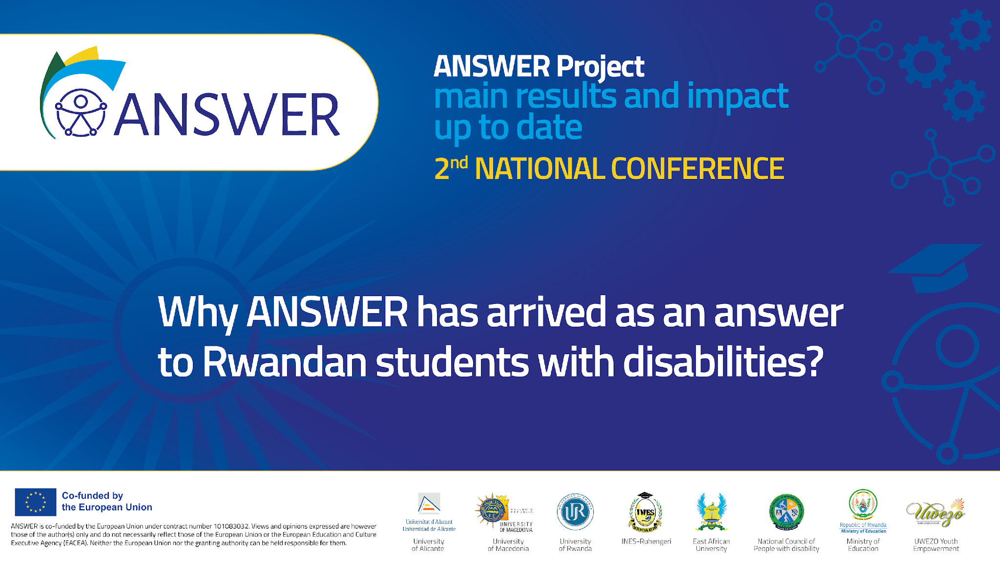 ANSWER
ANSWER Project
main results and impact
up to date
2nd NATIONAL CONFERENCE
Why ANSWER has arrived as an answer
to Rwandan students with disabilities?
Co-funded by
the European Union
ANSWER is co-funded by the European Union under contract number 101083032. Views and opinions expressed are however
those of the author(s) only and do not necessarily reflect those of the European Union or the European Education and Culture
Executive Agency (EACEA). Neither the European Union nor the granting authority can be held responsible for them.
Universitat d'Alacant
Universidad de Alicante
University
of Alicante
HELLENIC
REPUBLIC
UNIVERSITY
OF MACEDONIA
University
of Macedonia
UNIVERSITY OF RWANDA
UR
University
of Rwanda
INES
INES-Ruhengeri
East African
University
National Council of
People with disability
Republic of Rwanda
Ministry of Education
Ministry of
Education
Uwezo
UWEZO Youth
Empowerment